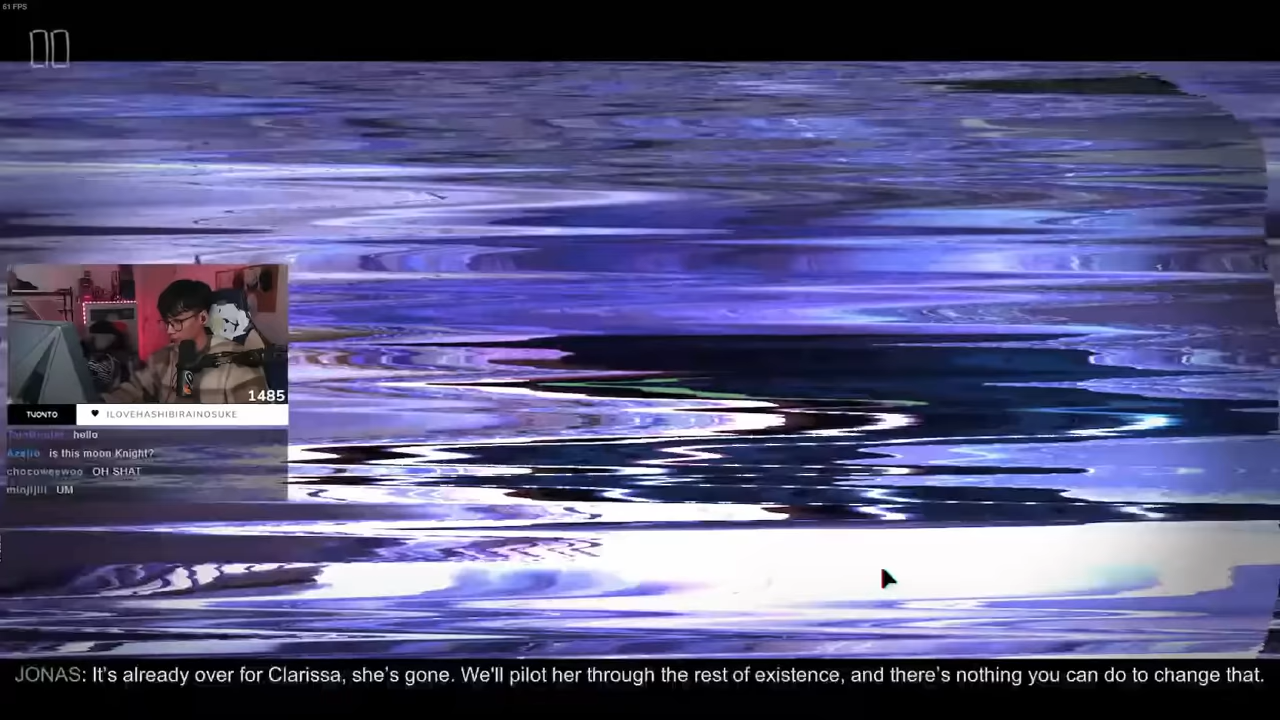 61 FPS
1485
TUONTO ♥ ILOVEHASHIBIRAINOSUKE
hello
Azelio is this moon Knight?
chocoweewoo OH SHAT
minjijiji UM
JONAS: It's already over for Clarissa, she's gone. We'll pilot her through the rest of existence, and there's nothing you can do to change that.